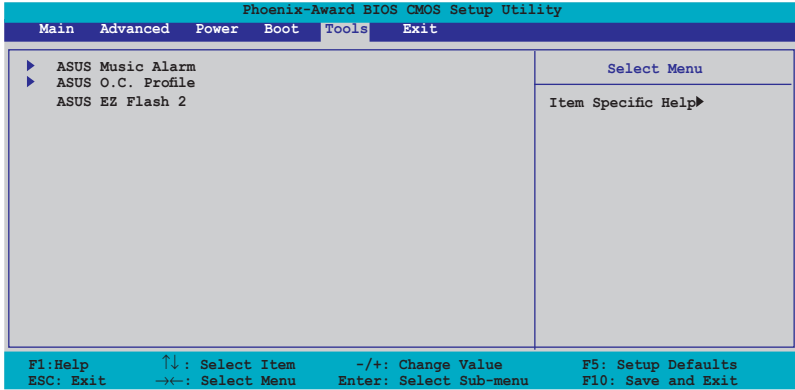 Phoenix-Award BIOS CMOS Setup Utility
Main Advanced Power Boot Tools Exit
ASUS Music Alarm
ASUS O.C. Profile
ASUS EZ Flash 2
Select Menu
Item Specific Help
F1:Help ↑↓: Select Item -/+: Change Value F5: Setup Defaults
ESC: Exit →←: Select Menu Enter: Select Sub-menu F10: Save and Exit